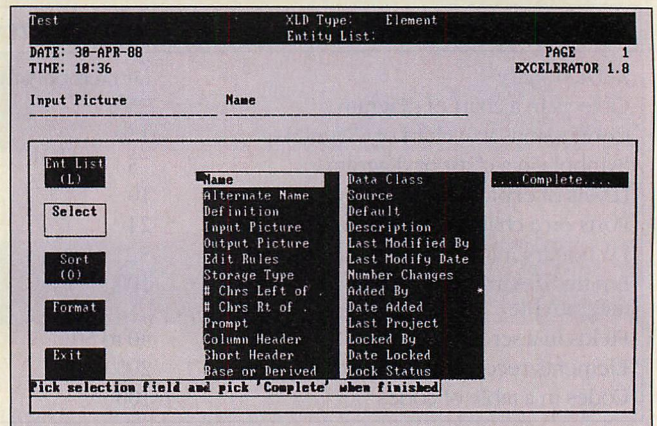 Test XLD Type: Element
Entity List:
DATE: 30-APR-88 PAGE 1
TIME: 10:36 EXCELERATOR 1.8
Input Picture Name
Ent List
(L)
Select
Sort
(O)
Format
Exit
Name
Alternate Name
Definition
Input Picture
Output Picture
Edit Rules
Storage Type
# Chrs Left of .
# Chrs Rt of .
Prompt
Column Header
Short Header
Base or Derived
Data Class
Source
Default
Description
Last Modified By
Last Modify Date
Number Changes
Added By *
Date Added
Last Project
Locked By
Date Locked
Lock Status
....Complete....
Pick selection field and pick 'Complete' when finished